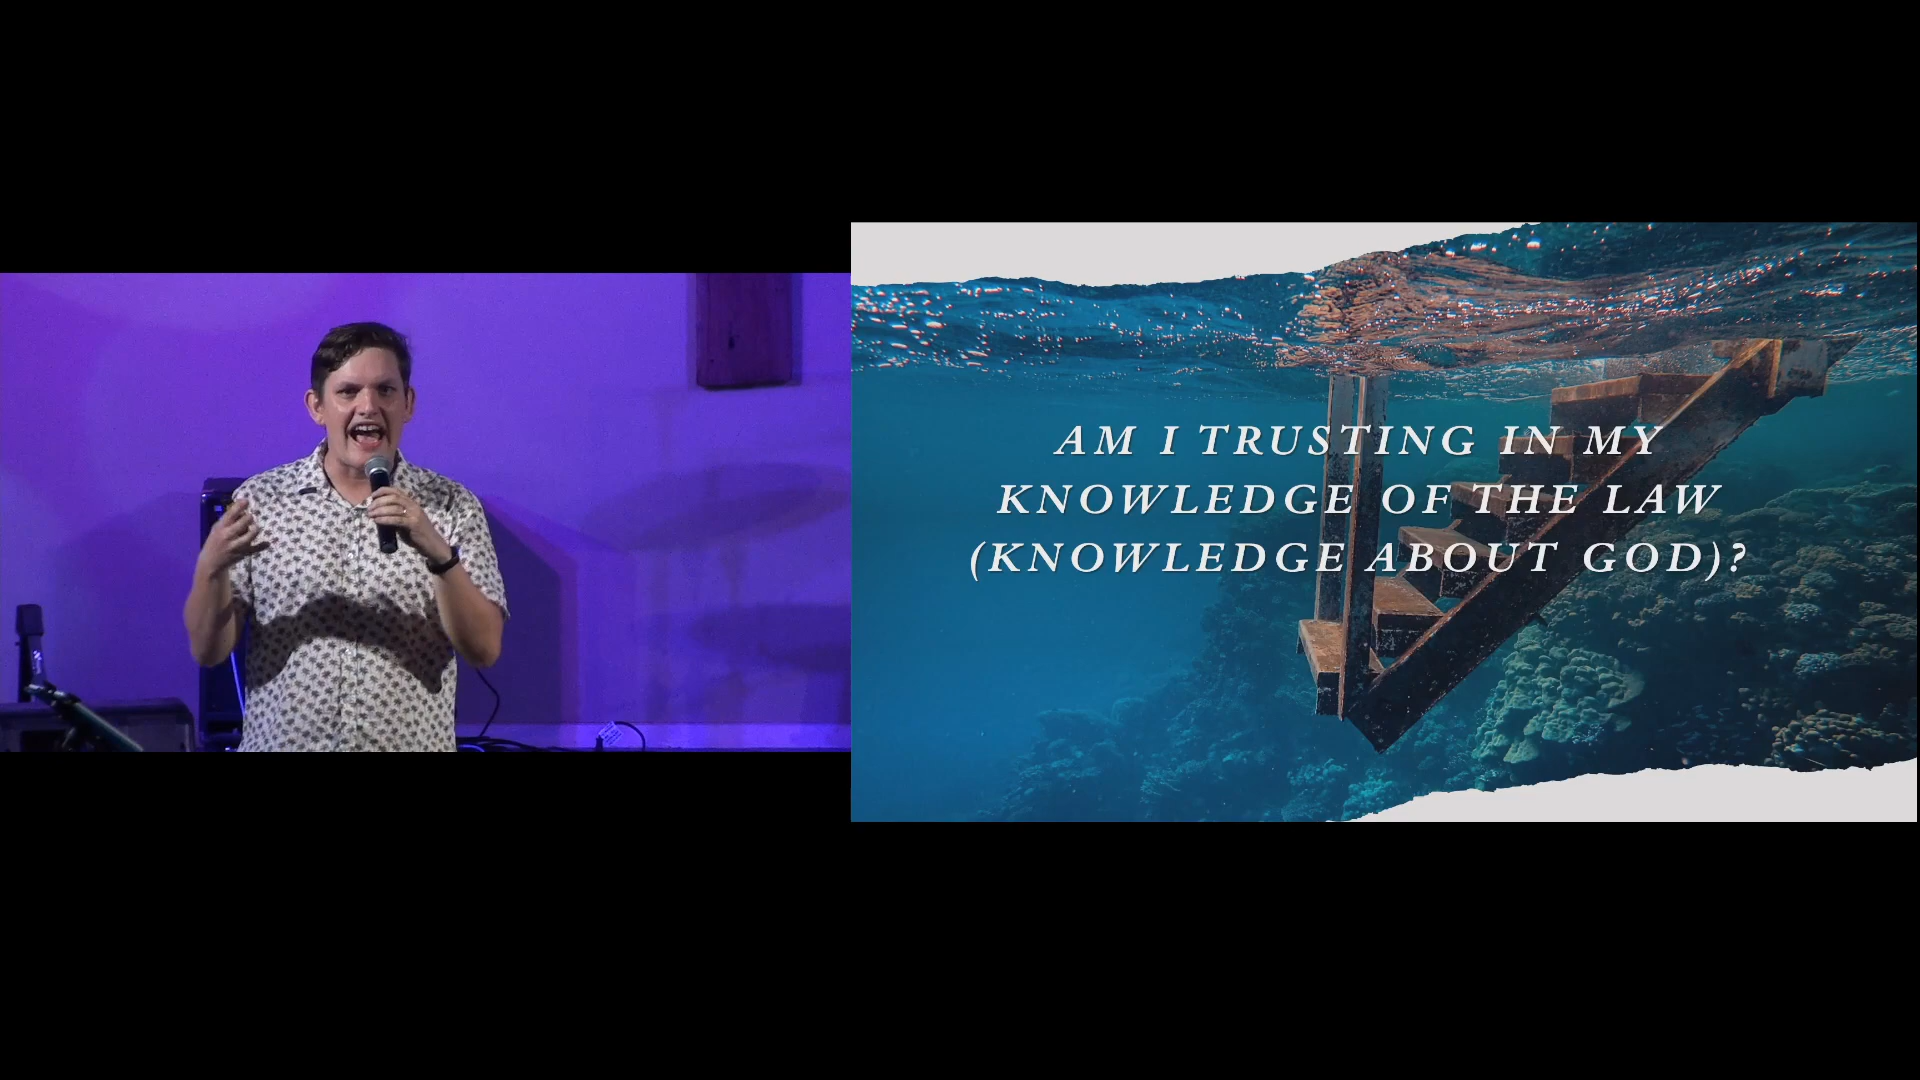 AM I TRUSTING IN MY
KNOWLEDGE OF THE LAW
(KNOWLEDGE ABOUT GOD)?